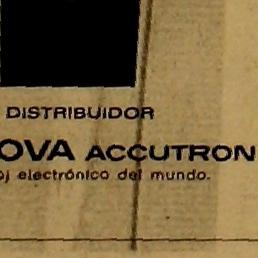 DISTRIBUIDOR
OVA ACCUTRON
oj electrónico del mundo.